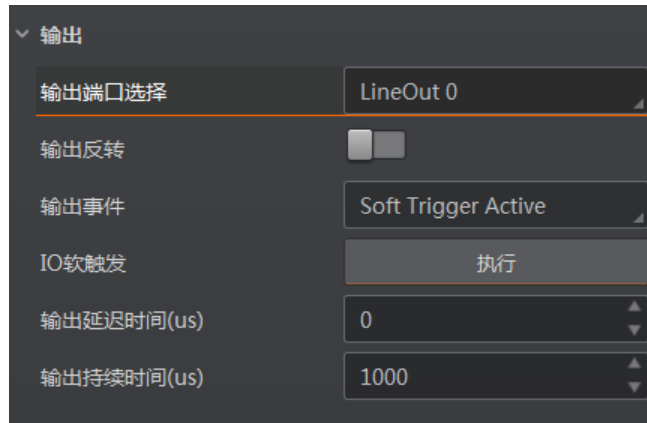 输出
输出端口选择 LineOut 0
输出反转
输出事件 Soft Trigger Active
IO软触发 执行
输出延迟时间(us) 0
输出持续时间(us) 1000